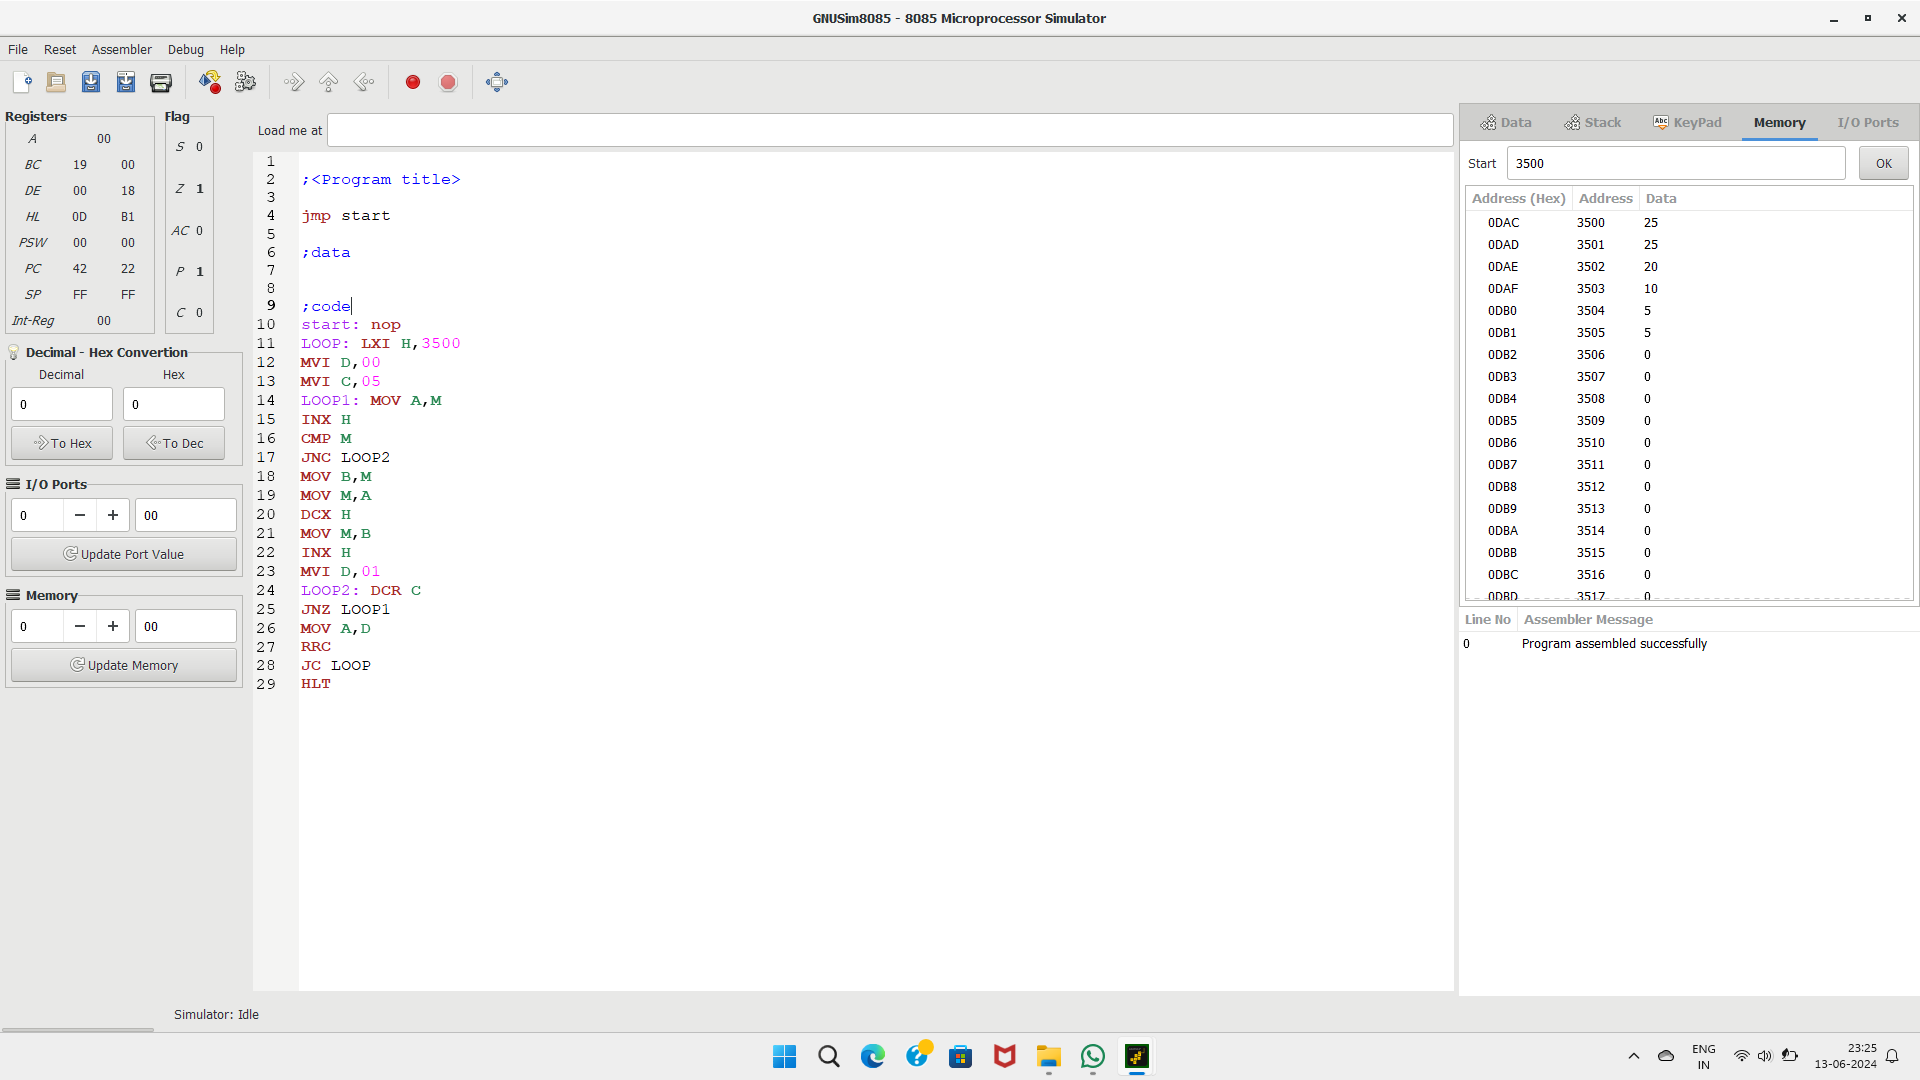 GNUSim8085 - 8085 Microprocessor Simulator
File Reset Assembler Debug Help
Registers
A 00
BC 19 00
DE 00 18
HL 0D B1
PSW 00 00
PC 42 22
SP FF FF
Int-Reg 00
Flag
S 0
Z 1
AC 0
P 1
C 0
Decimal - Hex Convertion
Decimal Hex
0 0
To Hex To Dec
I/O Ports
0 00
Update Port Value
Memory
0 00
Update Memory
Load me at
1
2 ;<Program title>
3
4 jmp start
5
6 ;data
7
8
9 ;code
10 start: nop
11 LOOP: LXI H,3500
12 MVI D,00
13 MVI C,05
14 LOOP1: MOV A,M
15 INX H
16 CMP M
17 JNC LOOP2
18 MOV B,M
19 MOV M,A
20 DCX H
21 MOV M,B
22 INX H
23 MVI D,01
24 LOOP2: DCR C
25 JNZ LOOP1
26 MOV A,D
27 RRC
28 JC LOOP
29 HLT
Data Stack Abc KeyPad Memory I/O Ports
Start 3500 OK
Address (Hex) Address Data
0DAC 3500 25
0DAD 3501 25
0DAE 3502 20
0DAF 3503 10
0DB0 3504 5
0DB1 3505 5
0DB2 3506 0
0DB3 3507 0
0DB4 3508 0
0DB5 3509 0
0DB6 3510 0
0DB7 3511 0
0DB8 3512 0
0DB9 3513 0
0DBA 3514 0
0DBB 3515 0
0DBC 3516 0
0DBD 3517 0
Line No Assembler Message
0 Program assembled successfully
Simulator: Idle
ENG
IN
23:25
13-06-2024